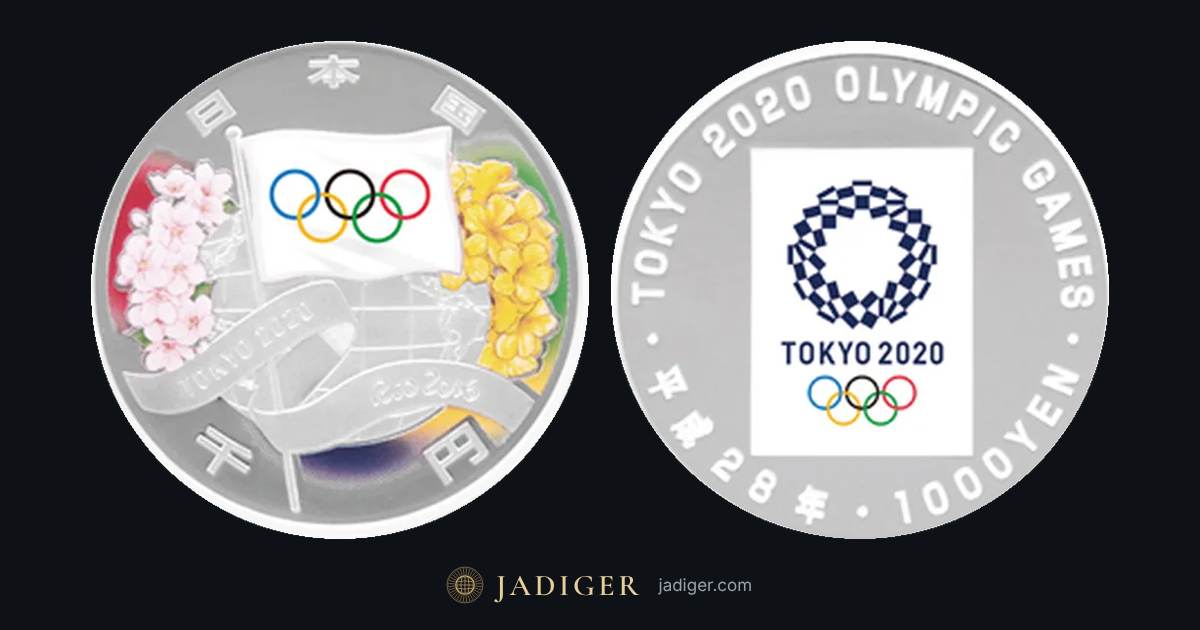 日本国
TOKYO 2020
RIO 2016
千円
TOKYO 2020 OLYMPIC GAMES
TOKYO 2020
・平成28年・1000YEN・
JADIGER
jadiger.com